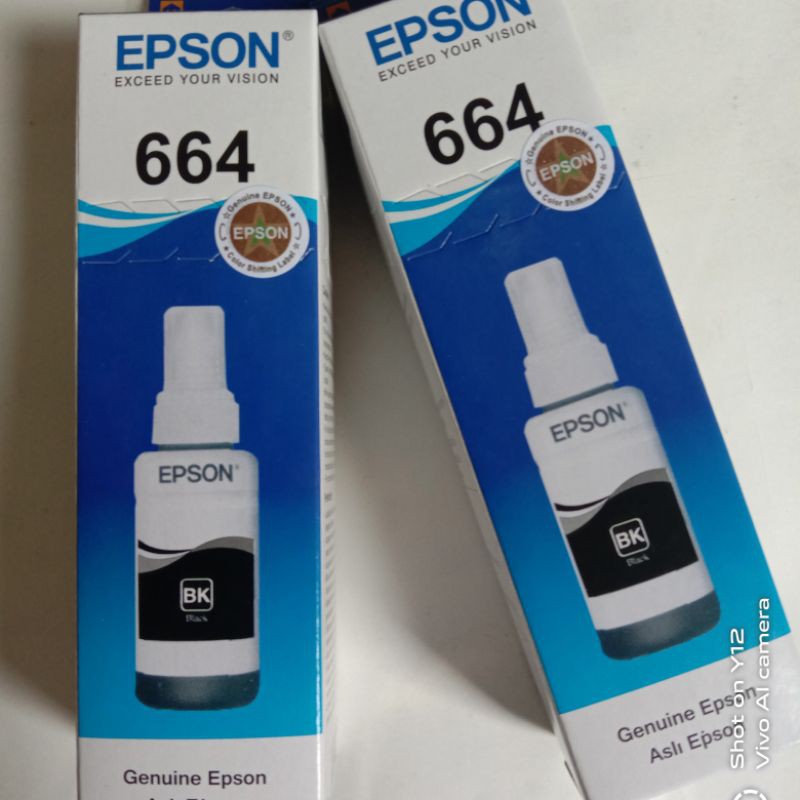 EPSON®
EXCEED YOUR VISION
664
Genuine EPSON
EPSON
Color Shifting Label
EPSON
BK
Black
Genuine Epson
EPSON
EXCEED YOUR VISION
664
Genuine EPSON
EPSON
Color Shifting Label
EPSON
BK
Black
Genuine Epson
Aslı Epson
Shot on Y12
Vivo AI camera